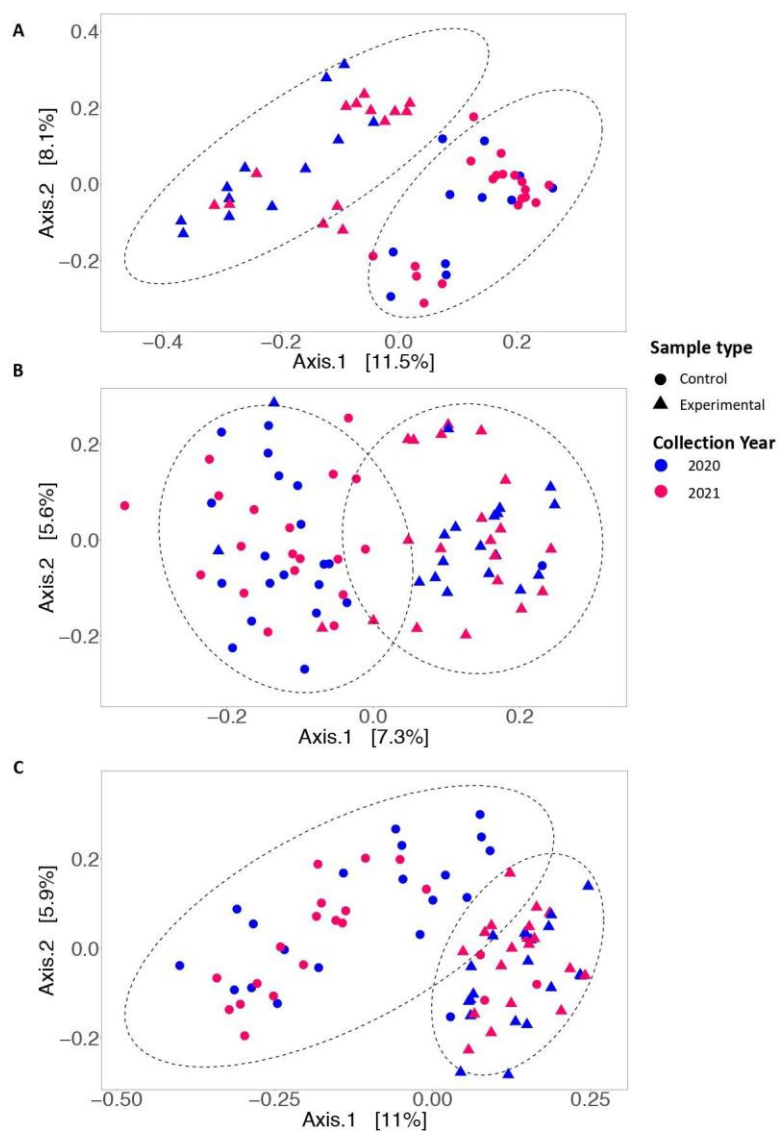 A
0.4
0.2
0.0
−0.2
Axis.2 [8.1%]
−0.4
−0.2
0.0
0.2
Axis.1 [11.5%]
B
0.2
0.0
−0.2
Axis.2 [5.6%]
−0.2
0.0
0.2
Axis.1 [7.3%]
Sample type
Control
Experimental
Collection Year
2020
2021
C
0.2
0.0
−0.2
Axis.2 [5.9%]
−0.50
−0.25
0.00
0.25
Axis.1 [11%]